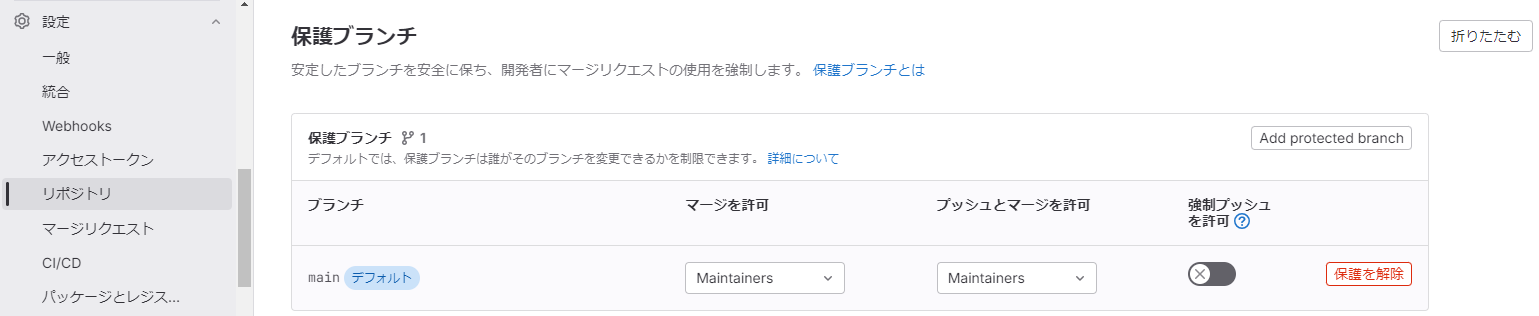 設定
一般
統合
Webhooks
アクセストークン
リポジトリ
マージリクエスト
CI/CD
パッケージとレジス...
保護ブランチ
折りたたむ
安定したブランチを安全に保ち、開発者にマージリクエストの使用を強制します。 保護ブランチとは
保護ブランチ 1
Add protected branch
デフォルトでは、保護ブランチは誰がそのブランチを変更できるかを制限できます。 詳細について
ブランチ マージを許可 プッシュとマージを許可 強制プッシュ
を許可
main デフォルト Maintainers Maintainers 保護を解除